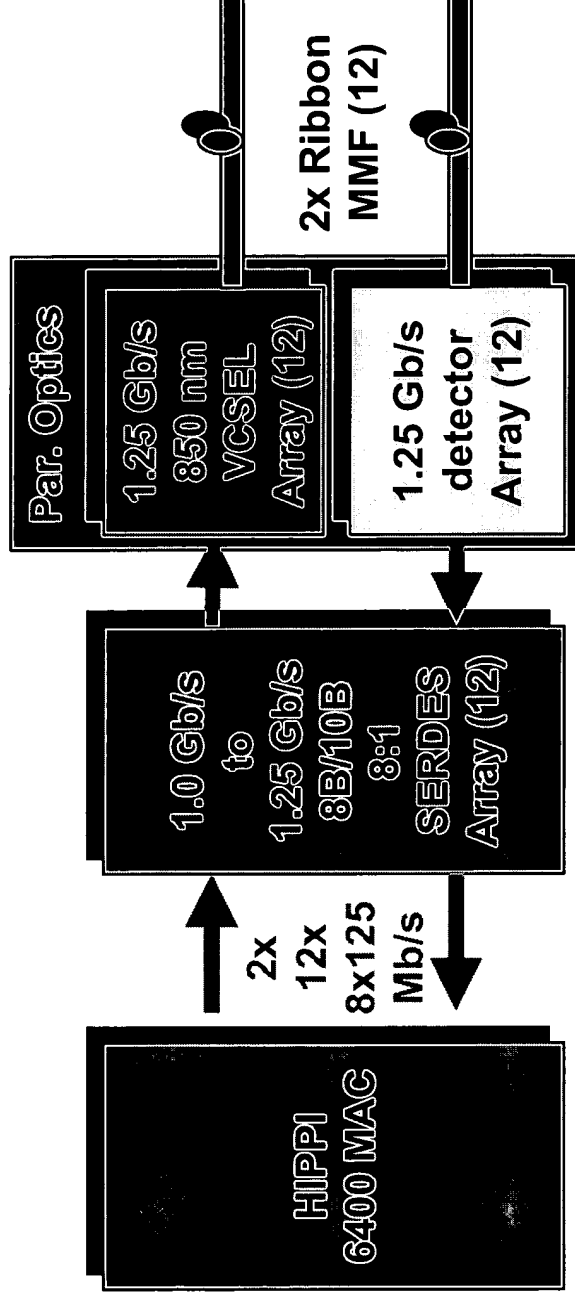 HIPPI
6400 MAC
2x
12x
8x125
Mb/s
1.0 Gb/s
to
1.25 Gb/s
8B/10B
8:1
SERDES
Array (12)
Par. Optics
1.25 Gb/s
850 nm
VCSEL
Array (12)
1.25 Gb/s
detector
Array (12)
2x Ribbon
MMF (12)